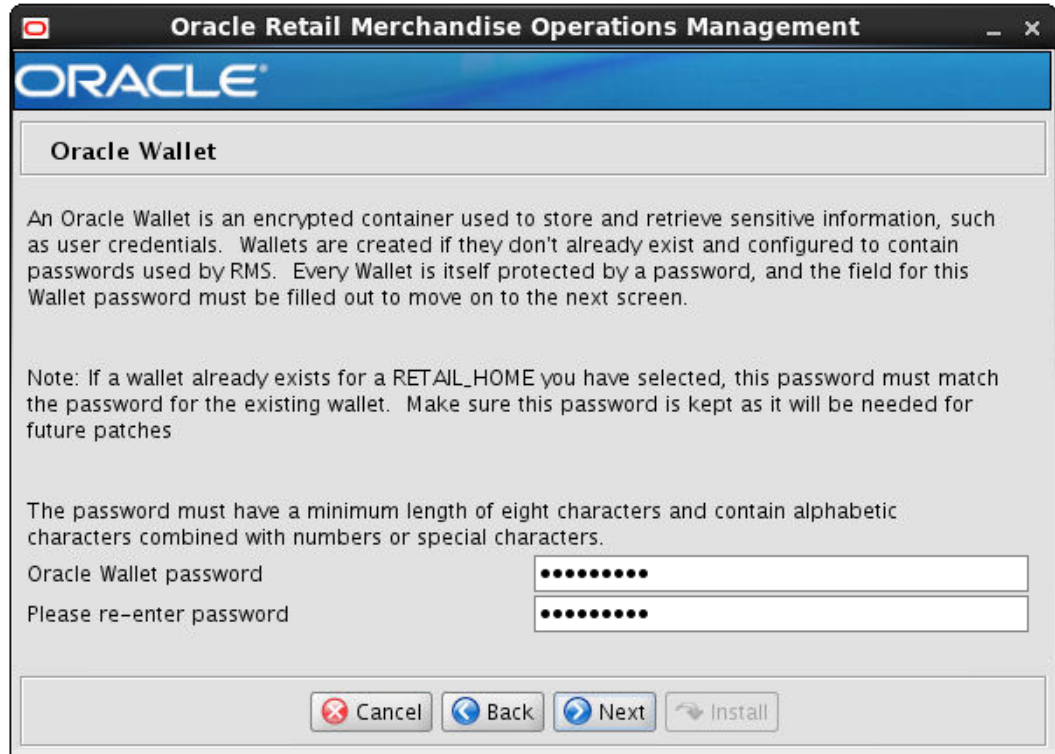 Oracle Retail Merchandise Operations Management
ORACLE
Oracle Wallet
An Oracle Wallet is an encrypted container used to store and retrieve sensitive information, such
as user credentials.  Wallets are created if they don't already exist and configured to contain
passwords used by RMS.  Every Wallet is itself protected by a password, and the field for this
Wallet password must be filled out to move on to the next screen.
Note: If a wallet already exists for a RETAIL_HOME you have selected, this password must match
the password for the existing wallet.  Make sure this password is kept as it will be needed for
future patches
The password must have a minimum length of eight characters and contain alphabetic
characters combined with numbers or special characters.
Oracle Wallet password •••••••••
Please re-enter password •••••••••
Cancel Back Next Install